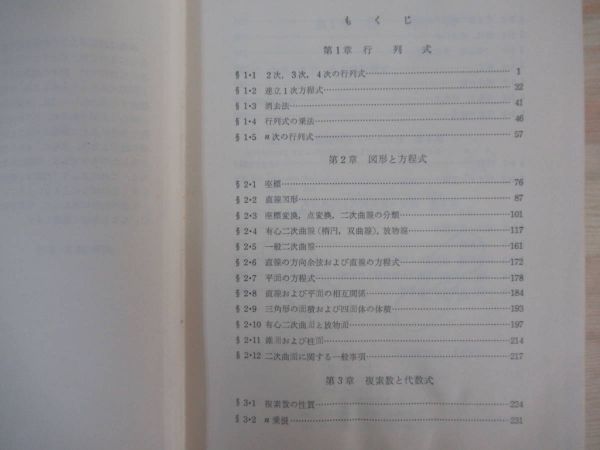 もくじ
第1章 行列式
§1・1 2次,3次,4次の行列式 1
§1・2 連立1次方程式 22
§1・3 消去法 41
§1・4 行列式の乗法 46
§1・5 n次の行列式 57
第2章 図形と方程式
§2・1 座標 76
§2・2 直線図形 87
§2・3 座標変換,点変換,二次曲線の分類 101
§2・4 有心二次曲線(楕円,双曲線),放物線 117
§2・5 一般二次曲線 161
§2・6 直線の方向余弦および直線の方程式 172
§2・7 平面の方程式 178
§2・8 直線および平面の相互関係 184
§2・9 三角形の面積および四面体の体積 193
§2・10 有心二次曲面と放物面 197
§2・11 錐面および柱面 214
§2・12 二次曲面に関する一般事項 217
第3章 複素数と代数式
§3・1 複素数の性質 224
§3・2 n乗根 231